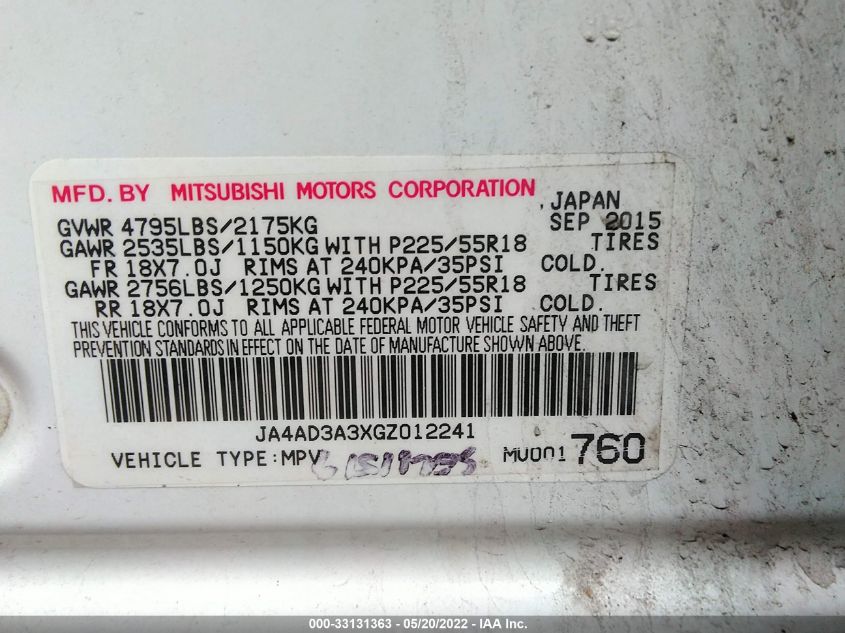 MFD. BY MITSUBISHI MOTORS CORPORATION , JAPAN
GVWR 4795LBS/2175KG SEP 2015
GAWR 2535LBS/1150KG WITH P225/55R18 TIRES
FR 18X7.0J RIMS AT 240KPA/35PSI COLD.
GAWR 2756LBS/1250KG WITH P225/55R18 TIRES
RR 18X7.0J RIMS AT 240KPA/35PSI COLD.
THIS VEHICLE CONFORMS TO ALL APPLICABLE FEDERAL MOTOR VEHICLE SAFETY AND THEFT
PREVENTION STANDARDS IN EFFECT ON THE DATE OF MANUFACTURE SHOWN ABOVE.
JA4AD3A3XGZ012241
VEHICLE TYPE:MPV MU001 760
000-33131363 - 05/20/2022 - IAA Inc.